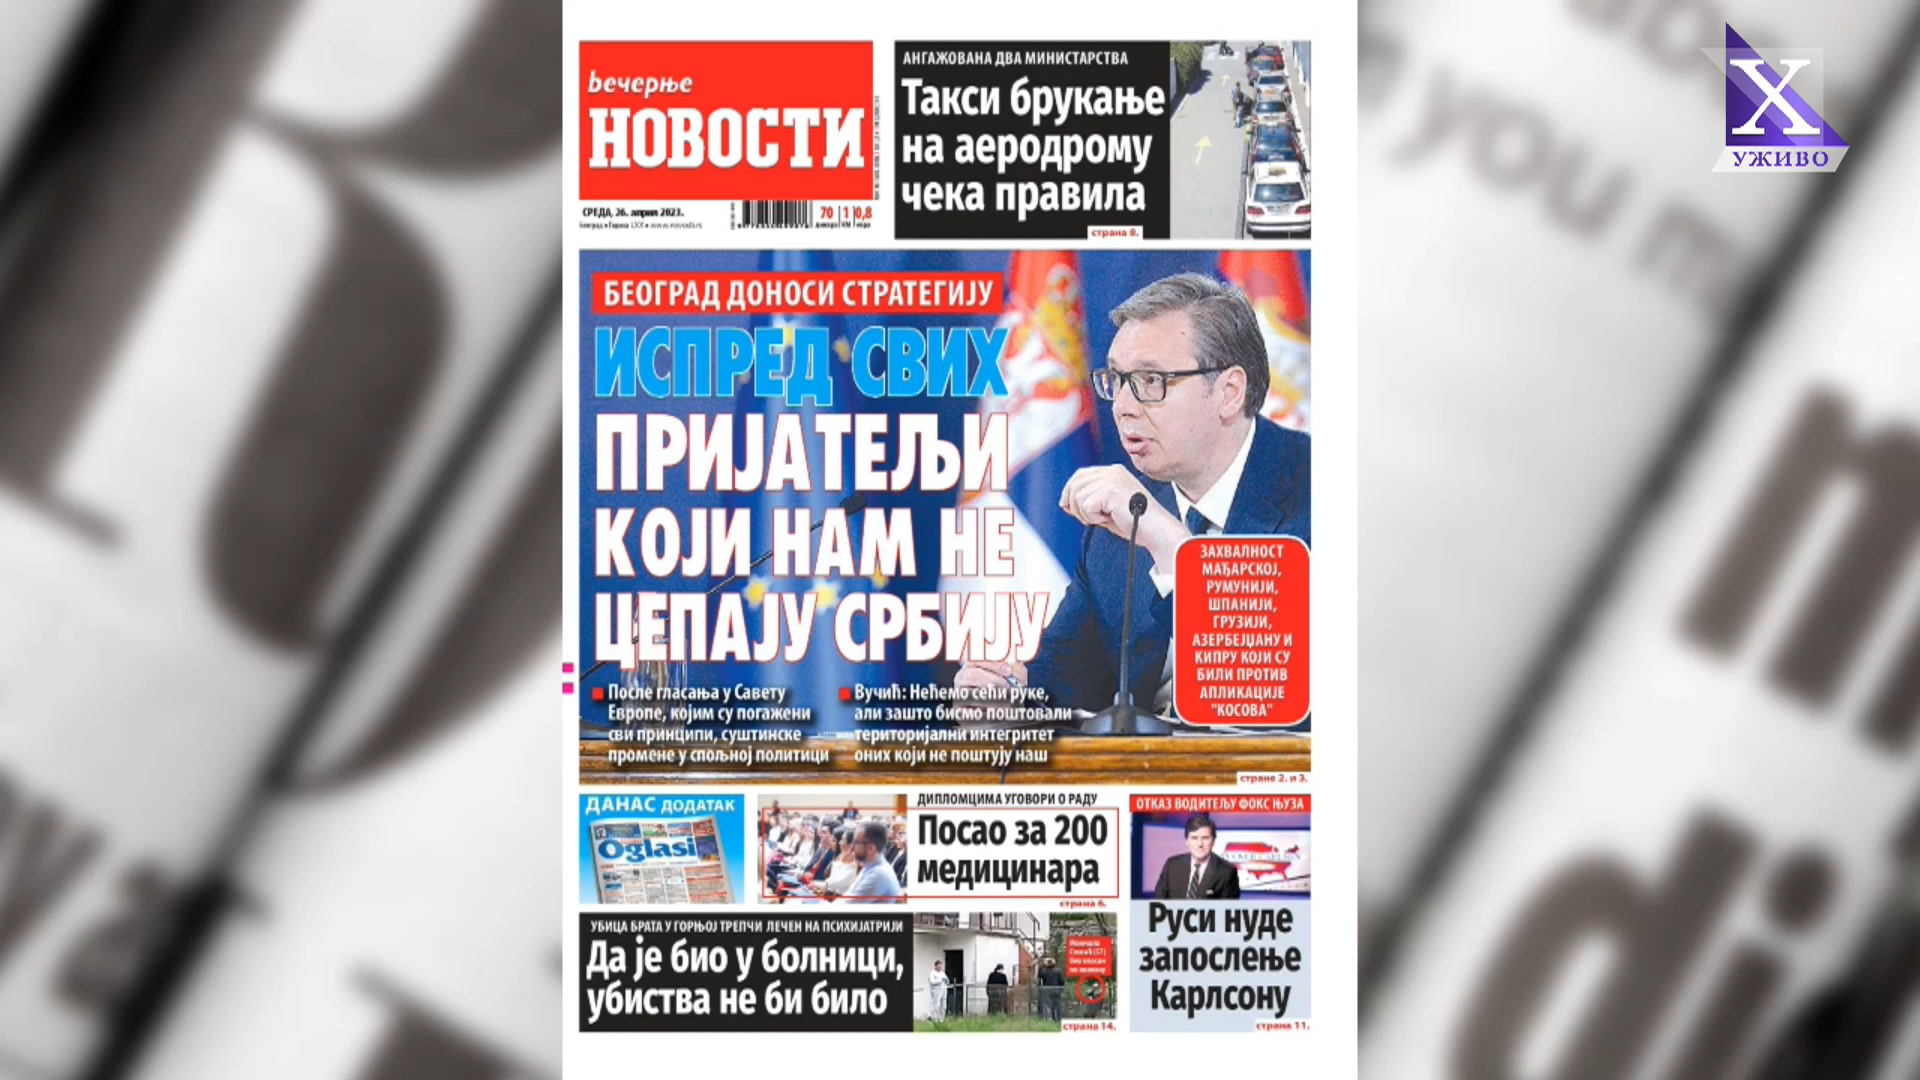 Вечерње
НОВОСТИ
СРЕДА, 26. април 2023.
70 | 1 | 0,8
АНГАЖОВАНА ДВА МИНИСТАРСТВА
Такси брукање
на аеродрому
чека правила
страна 8.
X
УЖИВО
БЕОГРАД ДОНОСИ СТРАТЕГИЈУ
ИСПРЕД СВИХ
ПРИЈАТЕЉИ
КОЈИ НАМ НЕ
ЦЕПАЈУ СРБИЈУ
После гласања у Савету
Европе, којим су погажени
сви принципи, суштинске
промене у спољној политици
Вучић: Нећемо сећи руке,
али зашто бисмо поштовали
територијални интегритет
оних који не поштују наш
ЗАХВАЛНОСТ
МАЂАРСКОЈ,
РУМУНИЈИ,
ШПАНИЈИ,
ГРУЗИЈИ,
АЗЕРБЕЈЏАНУ И
КИПРУ КОЈИ СУ
БИЛИ ПРОТИВ
АПЛИКАЦИЈЕ
"КОСОВА"
стране 2. и 3.
ДАНАС ДОДАТАК
Oglasi
ДИПЛОМЦИМА УГОВОРИ О РАДУ
Посао за 200
медицинара
страна 6.
ОТКАЗ ВОДИТЕЉУ ФОКС ЊУЗА
Руси нуде
запослење
Карлсону
страна 11.
УБИЦА БРАТА У ГОРЊОЈ ТРЕПЧИ ЛЕЧЕН НА ПСИХИЈАТРИЈИ
Да је био у болници,
убиства не би било
страна 14.